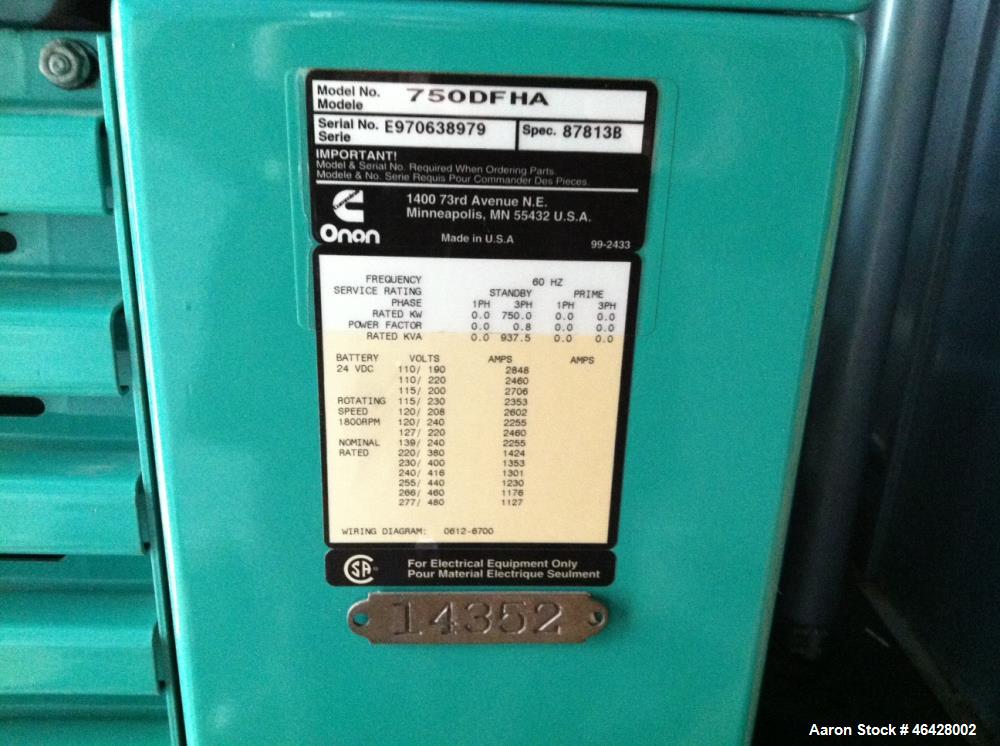 Model No. 750DFHA
Modele
Serial No. E970638979 Spec. 87813B
Serie
IMPORTANT!
Model & Serial No. Required When Ordering Parts.
Modele & No. Serie Requis Pour Commander Des Pieces.
1400 73rd Avenue N.E.
Minneapolis, MN 55432 U.S.A.
Onan Made in U.S.A 99-2433
FREQUENCY 60 HZ
SERVICE RATING STANDBY PRIME
PHASE 1PH 3PH 1PH 3PH
RATED KW 0.0 750.0 0.0 0.0
POWER FACTOR 0.0 0.8 0.0 0.0
RATED KVA 0.0 937.5 0.0 0.0
BATTERY VOLTS AMPS AMPS
24 VDC 110/ 190 2848
110/ 220 2460
115/ 200 2706
ROTATING 115/ 230 2353
SPEED 120/ 208 2602
1800RPM 120/ 240 2255
127/ 220 2460
NOMINAL 139/ 240 2255
RATED 220/ 380 1424
230/ 400 1353
240/ 416 1301
255/ 440 1230
266/ 460 1176
277/ 480 1127
WIRING DIAGRAM: 0612-6700
SA For Electrical Equipment Only
Pour Material Electrique Seulment
14352
Aaron Stock # 46428002